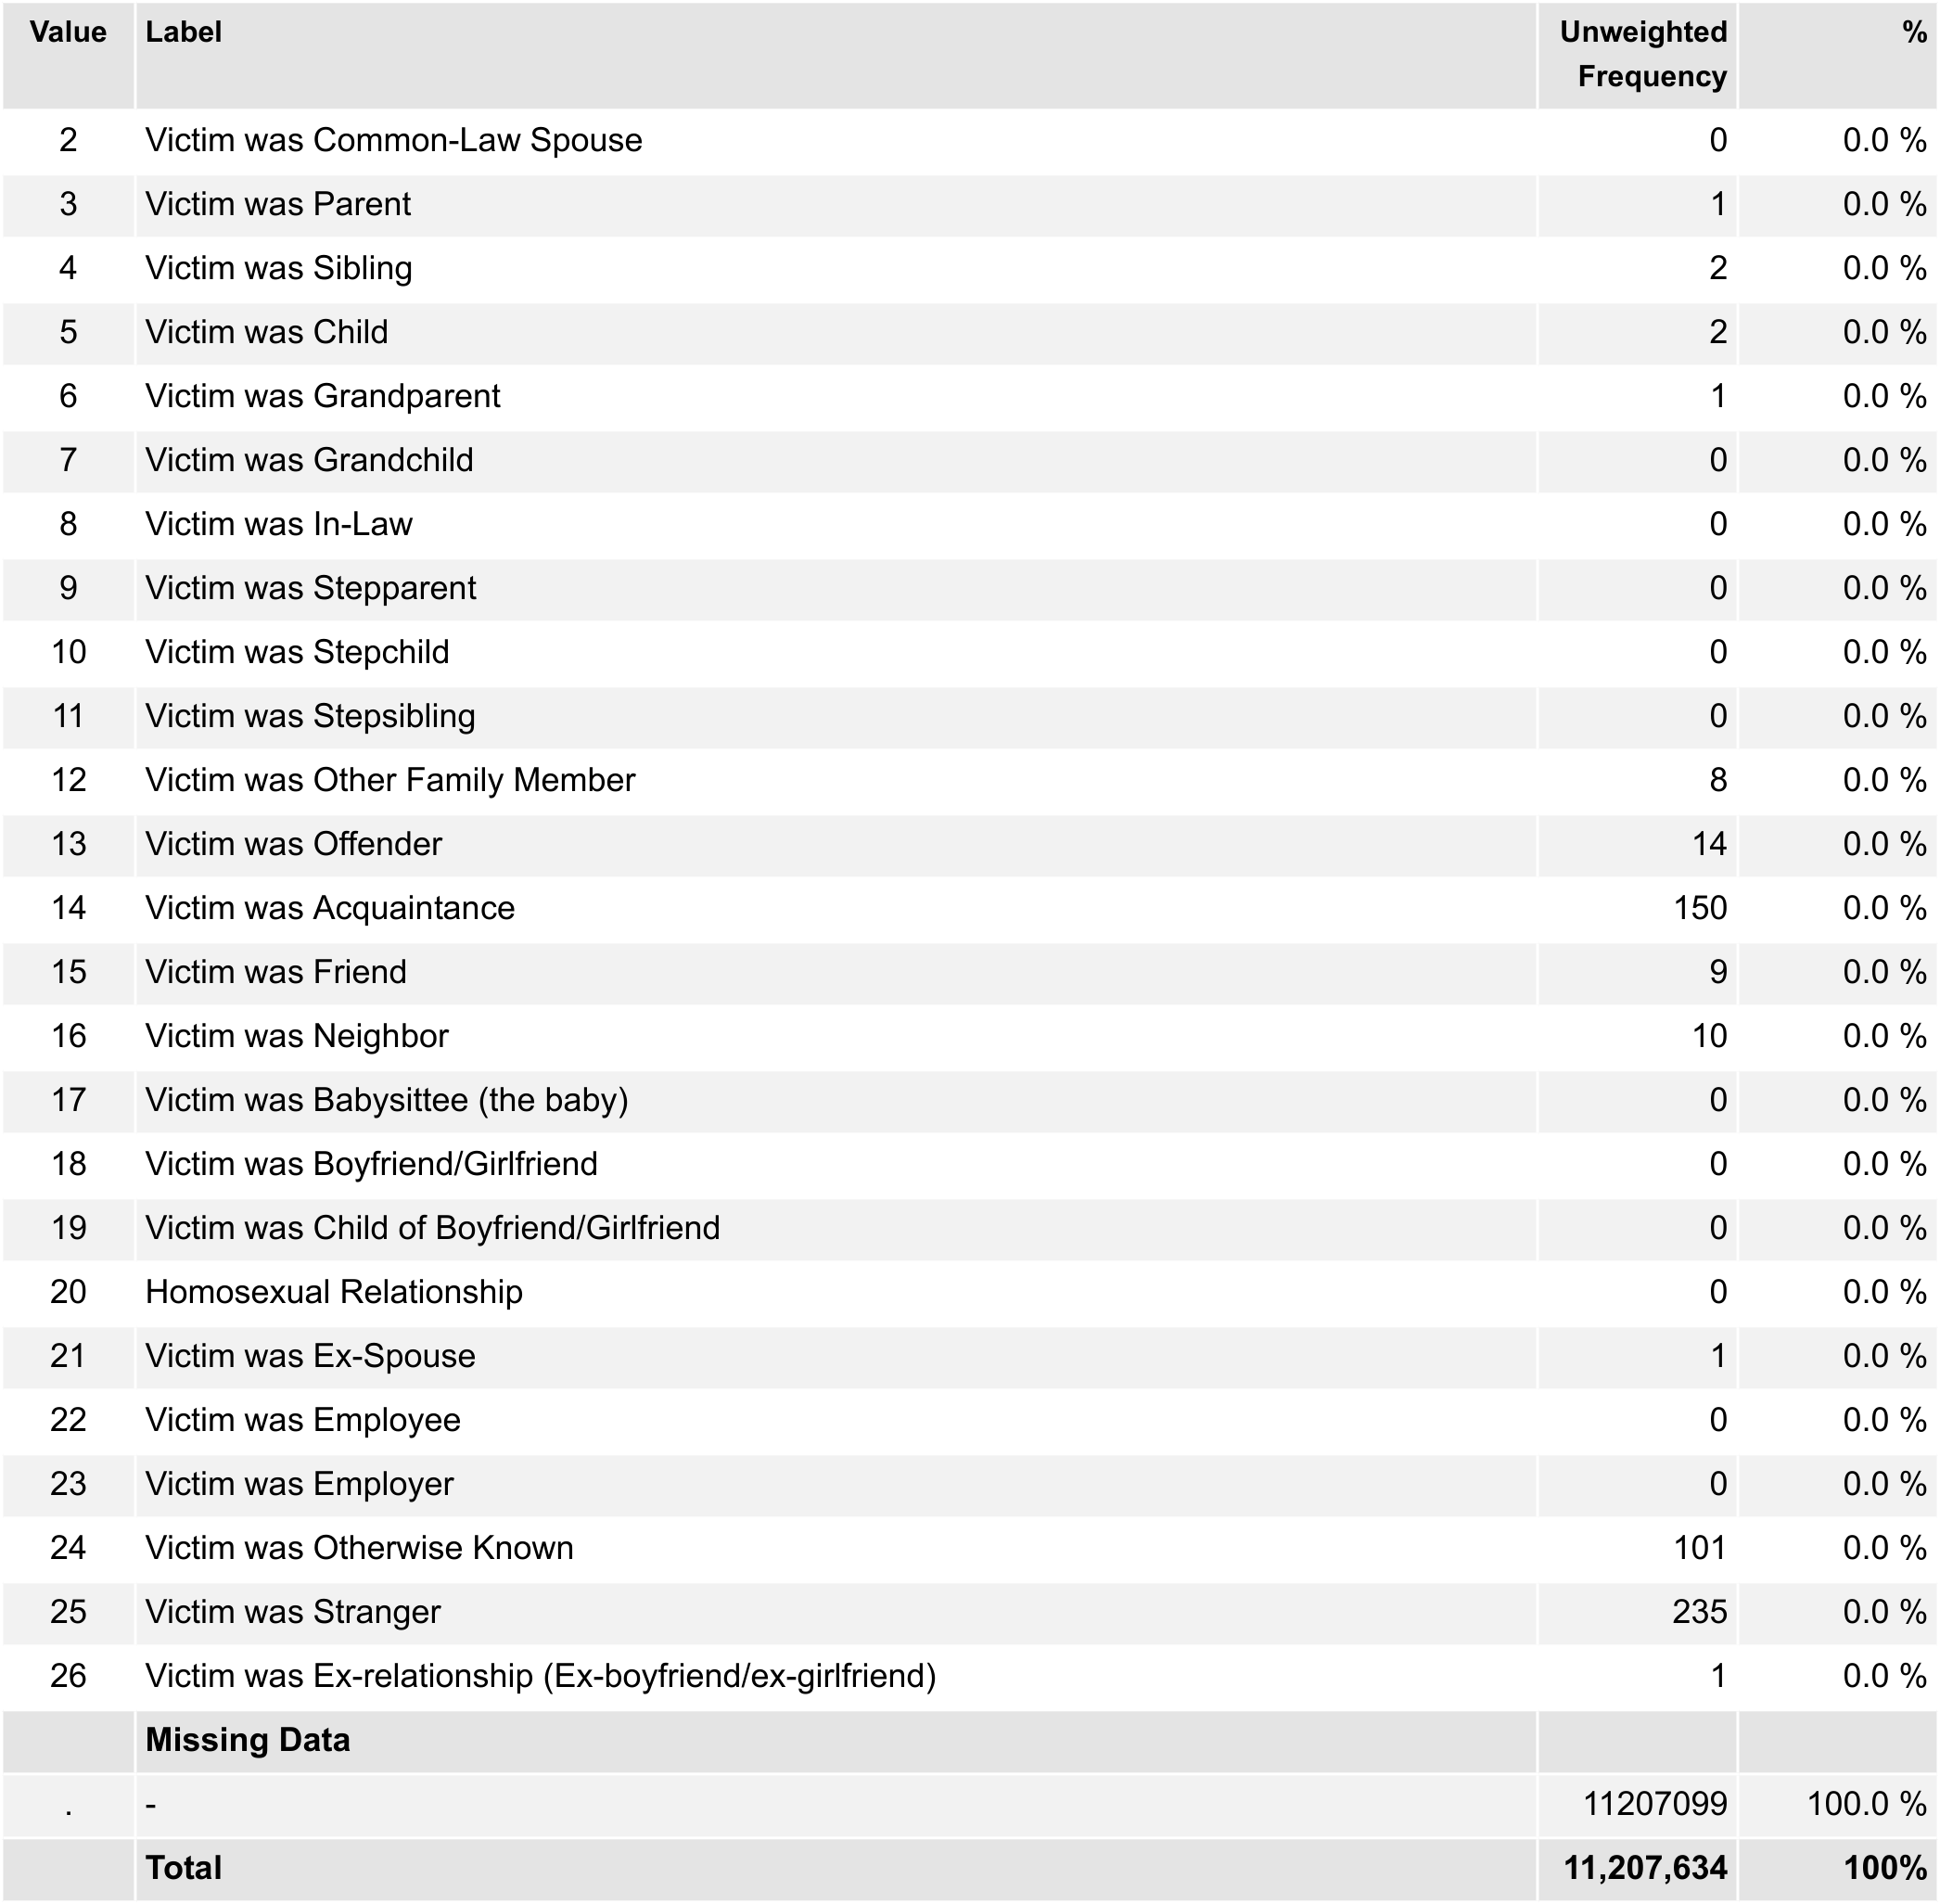 Value Label Unweighted Frequency %
2 Victim was Common-Law Spouse 0 0.0 %
3 Victim was Parent 1 0.0 %
4 Victim was Sibling 2 0.0 %
5 Victim was Child 2 0.0 %
6 Victim was Grandparent 1 0.0 %
7 Victim was Grandchild 0 0.0 %
8 Victim was In-Law 0 0.0 %
9 Victim was Stepparent 0 0.0 %
10 Victim was Stepchild 0 0.0 %
11 Victim was Stepsibling 0 0.0 %
12 Victim was Other Family Member 8 0.0 %
13 Victim was Offender 14 0.0 %
14 Victim was Acquaintance 150 0.0 %
15 Victim was Friend 9 0.0 %
16 Victim was Neighbor 10 0.0 %
17 Victim was Babysittee (the baby) 0 0.0 %
18 Victim was Boyfriend/Girlfriend 0 0.0 %
19 Victim was Child of Boyfriend/Girlfriend 0 0.0 %
20 Homosexual Relationship 0 0.0 %
21 Victim was Ex-Spouse 1 0.0 %
22 Victim was Employee 0 0.0 %
23 Victim was Employer 0 0.0 %
24 Victim was Otherwise Known 101 0.0 %
25 Victim was Stranger 235 0.0 %
26 Victim was Ex-relationship (Ex-boyfriend/ex-girlfriend) 1 0.0 %
Missing Data
. - 11207099 100.0 %
Total 11,207,634 100%